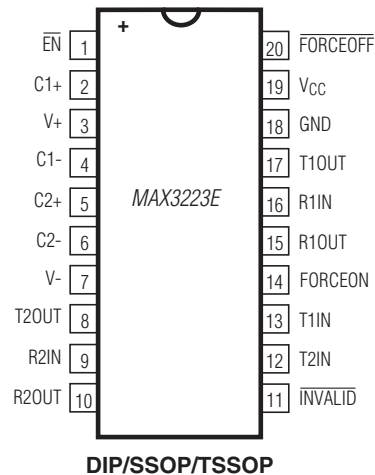 +
EN 1 20 FORCEOFF
C1+ 2 19 VCC
V+ 3 18 GND
C1- 4 17 T1OUT
C2+ 5 MAX3223E 16 R1IN
C2- 6 15 R1OUT
V- 7 14 FORCEON
T2OUT 8 13 T1IN
R2IN 9 12 T2IN
R2OUT 10 11 INVALID
DIP/SSOP/TSSOP